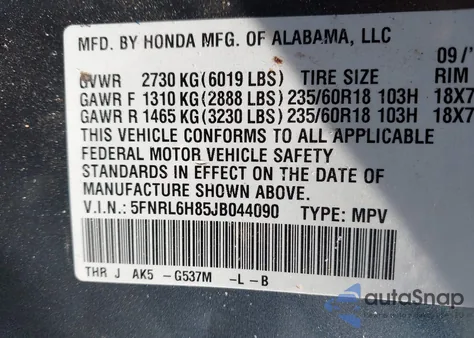 MFD. BY HONDA MFG. OF ALABAMA, LLC
09/'
GVWR 2730 KG (6019 LBS) TIRE SIZE RIM
GAWR F 1310 KG (2888 LBS) 235/60R18 103H 18X7
GAWR R 1465 KG (3230 LBS) 235/60R18 103H 18X7
THIS VEHICLE CONFORMS TO ALL APPLICABLE
FEDERAL MOTOR VEHICLE SAFETY
STANDARDS IN EFFECT ON THE DATE OF
MANUFACTURE SHOWN ABOVE.
V.I.N.: 5FNRL6H85JB044090 TYPE: MPV
THR J AK5 -G537M -L -B
autaSnap